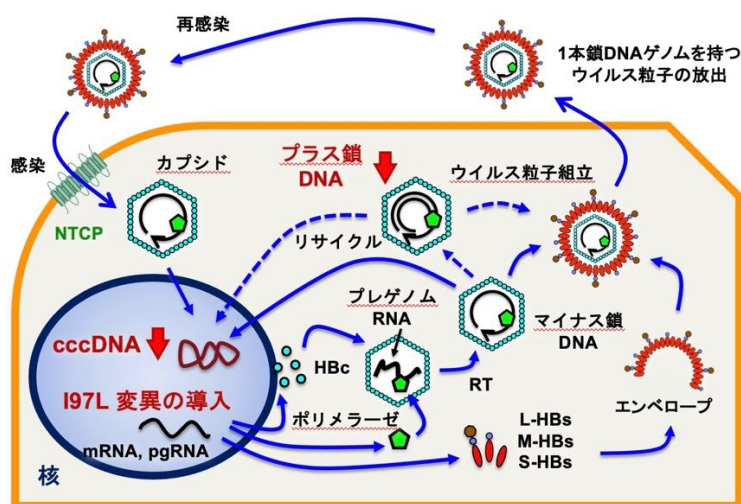 再感染
1本鎖DNAゲノムを持つ
ウイルス粒子の放出
感染
カプシド
プラス鎖
DNA
ウイルス粒子組立
NTCP
リサイクル
プレゲノム
RNA
マイナス鎖
DNA
cccDNA
HBc
RT
I97L 変異の導入
ポリメラーゼ
エンベロープ
mRNA, pgRNA
L-HBs
M-HBs
S-HBs
核